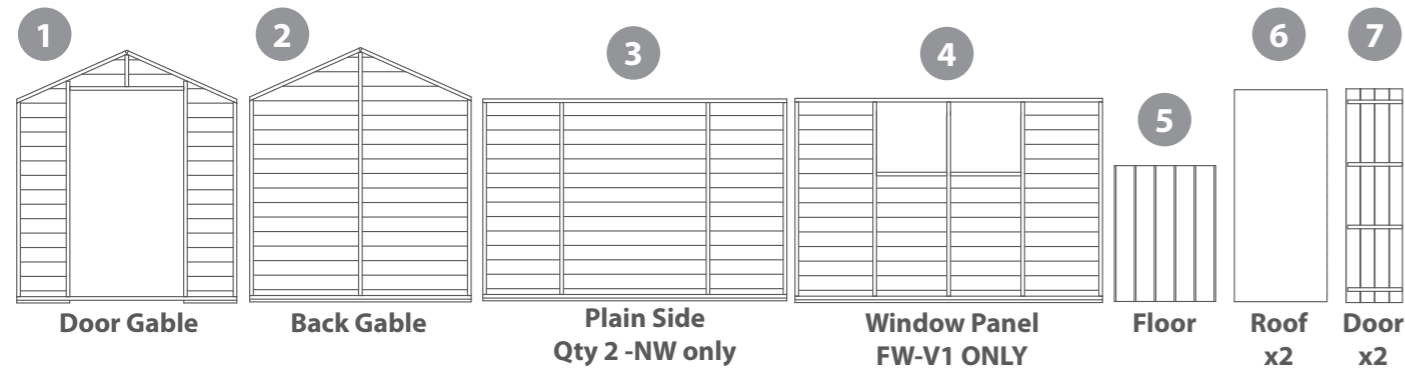 1
2
3
4
5
6
7
Door Gable
Back Gable
Plain Side
Qty 2 -NW only
Window Panel
FW-V1 ONLY
Floor
Roof
x2
Door
x2